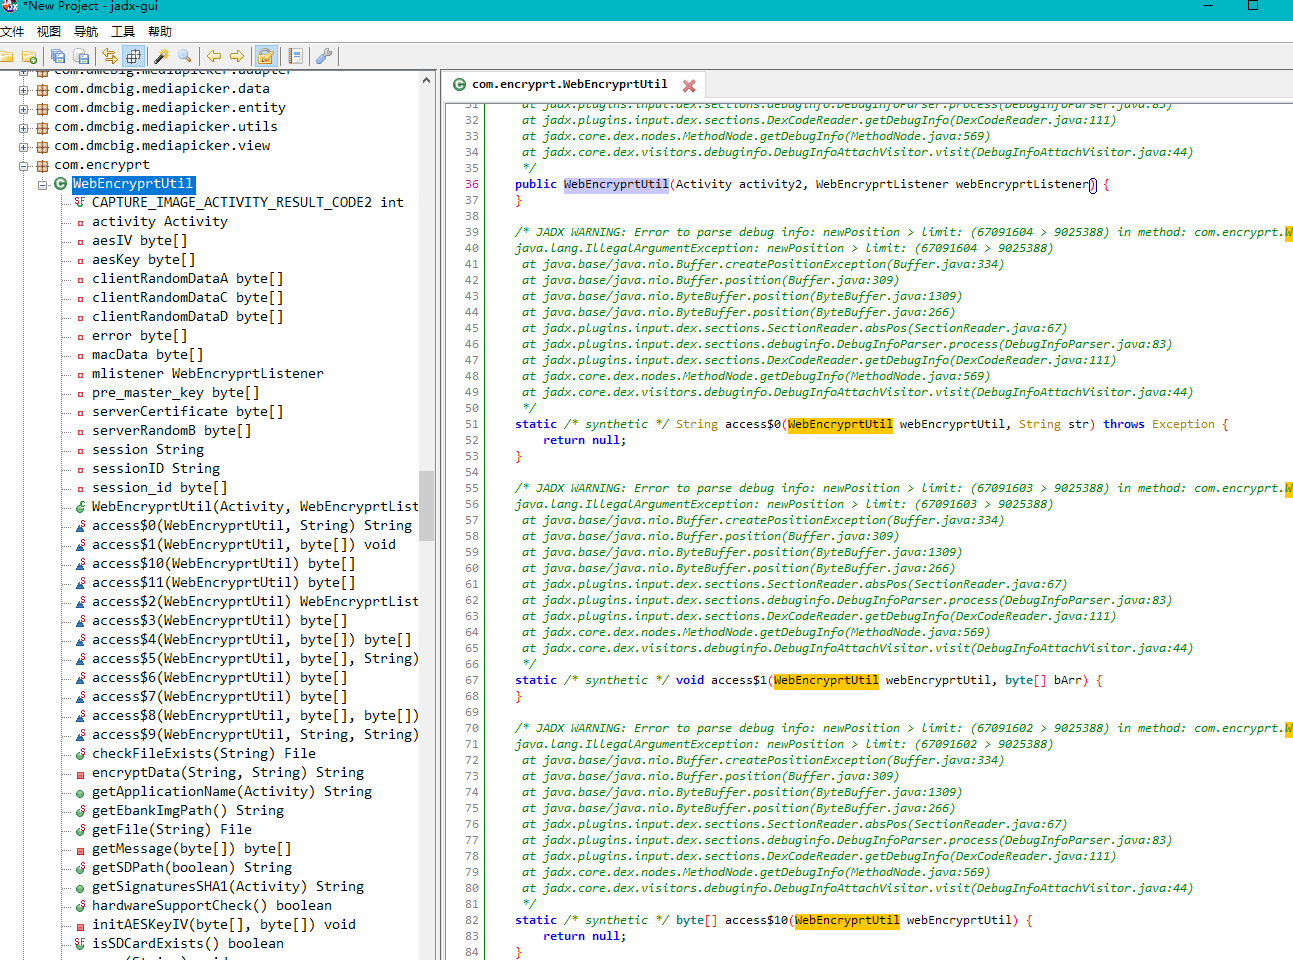 *New Project - jadx-gui
文件 视图 导航 工具 帮助
com.dmcbig.mediapicker.adapter
com.dmcbig.mediapicker.data
com.dmcbig.mediapicker.entity
com.dmcbig.mediapicker.utils
com.dmcbig.mediapicker.view
com.encryprt
WebEncryprtUtil
CAPTURE_IMAGE_ACTIVITY_RESULT_CODE2 int
activity Activity
aesIV byte[]
aesKey byte[]
clientRandomDataA byte[]
clientRandomDataC byte[]
clientRandomDataD byte[]
error byte[]
macData byte[]
mlistener WebEncryprtListener
pre_master_key byte[]
serverCertificate byte[]
serverRandomB byte[]
session String
sessionID String
session_id byte[]
WebEncryprtUtil(Activity, WebEncryprtList
access$0(WebEncryprtUtil, String) String
access$1(WebEncryprtUtil, byte[]) void
access$10(WebEncryprtUtil) byte[]
access$11(WebEncryprtUtil) byte[]
access$2(WebEncryprtUtil) WebEncryprtList
access$3(WebEncryprtUtil) byte[]
access$4(WebEncryprtUtil, byte[]) byte[]
access$5(WebEncryprtUtil, byte[], String)
access$6(WebEncryprtUtil) byte[]
access$7(WebEncryprtUtil) byte[]
access$8(WebEncryprtUtil, byte[], byte[])
access$9(WebEncryprtUtil, String, String)
checkFileExists(String) File
encryptData(String, String) String
getApplicationName(Activity) String
getEbankImgPath() String
getFile(String) File
getMessage(byte[]) byte[]
getSDPath(boolean) String
getSignaturesSHA1(Activity) String
hardwareSupportCheck() boolean
initAESKeyIV(byte[], byte[]) void
isSDCardExists() boolean
com.encryprt.WebEncryprtUtil
31 at jadx.plugins.input.dex.sections.debuginfo.DebugInfoParser.process(DebugInfoParser.java:83)
32 at jadx.plugins.input.dex.sections.DexCodeReader.getDebugInfo(DexCodeReader.java:111)
33 at jadx.core.dex.nodes.MethodNode.getDebugInfo(MethodNode.java:569)
34 at jadx.core.dex.visitors.debuginfo.DebugInfoAttachVisitor.visit(DebugInfoAttachVisitor.java:44)
35 */
36 public WebEncryprtUtil(Activity activity2, WebEncryprtListener webEncryprtListener) {
37 }
38
39 /* JADX WARNING: Error to parse debug info: newPosition > limit: (67091604 > 9025388) in method: com.encryprt.W
40 java.lang.IllegalArgumentException: newPosition > limit: (67091604 > 9025388)
41 at java.base/java.nio.Buffer.createPositionException(Buffer.java:334)
42 at java.base/java.nio.Buffer.position(Buffer.java:309)
43 at java.base/java.nio.ByteBuffer.position(ByteBuffer.java:1309)
44 at java.base/java.nio.ByteBuffer.position(ByteBuffer.java:266)
45 at jadx.plugins.input.dex.sections.SectionReader.absPos(SectionReader.java:67)
46 at jadx.plugins.input.dex.sections.debuginfo.DebugInfoParser.process(DebugInfoParser.java:83)
47 at jadx.plugins.input.dex.sections.DexCodeReader.getDebugInfo(DexCodeReader.java:111)
48 at jadx.core.dex.nodes.MethodNode.getDebugInfo(MethodNode.java:569)
49 at jadx.core.dex.visitors.debuginfo.DebugInfoAttachVisitor.visit(DebugInfoAttachVisitor.java:44)
50 */
51 static /* synthetic */ String access$0(WebEncryprtUtil webEncryprtUtil, String str) throws Exception {
52 return null;
53 }
54
55 /* JADX WARNING: Error to parse debug info: newPosition > limit: (67091603 > 9025388) in method: com.encryprt.W
56 java.lang.IllegalArgumentException: newPosition > limit: (67091603 > 9025388)
57 at java.base/java.nio.Buffer.createPositionException(Buffer.java:334)
58 at java.base/java.nio.Buffer.position(Buffer.java:309)
59 at java.base/java.nio.ByteBuffer.position(ByteBuffer.java:1309)
60 at java.base/java.nio.ByteBuffer.position(ByteBuffer.java:266)
61 at jadx.plugins.input.dex.sections.SectionReader.absPos(SectionReader.java:67)
62 at jadx.plugins.input.dex.sections.debuginfo.DebugInfoParser.process(DebugInfoParser.java:83)
63 at jadx.plugins.input.dex.sections.DexCodeReader.getDebugInfo(DexCodeReader.java:111)
64 at jadx.core.dex.nodes.MethodNode.getDebugInfo(MethodNode.java:569)
65 at jadx.core.dex.visitors.debuginfo.DebugInfoAttachVisitor.visit(DebugInfoAttachVisitor.java:44)
66 */
67 static /* synthetic */ void access$1(WebEncryprtUtil webEncryprtUtil, byte[] bArr) {
68 }
69
70 /* JADX WARNING: Error to parse debug info: newPosition > limit: (67091602 > 9025388) in method: com.encryprt.W
71 java.lang.IllegalArgumentException: newPosition > limit: (67091602 > 9025388)
72 at java.base/java.nio.Buffer.createPositionException(Buffer.java:334)
73 at java.base/java.nio.Buffer.position(Buffer.java:309)
74 at java.base/java.nio.ByteBuffer.position(ByteBuffer.java:1309)
75 at java.base/java.nio.ByteBuffer.position(ByteBuffer.java:266)
76 at jadx.plugins.input.dex.sections.SectionReader.absPos(SectionReader.java:67)
77 at jadx.plugins.input.dex.sections.debuginfo.DebugInfoParser.process(DebugInfoParser.java:83)
78 at jadx.plugins.input.dex.sections.DexCodeReader.getDebugInfo(DexCodeReader.java:111)
79 at jadx.core.dex.nodes.MethodNode.getDebugInfo(MethodNode.java:569)
80 at jadx.core.dex.visitors.debuginfo.DebugInfoAttachVisitor.visit(DebugInfoAttachVisitor.java:44)
81 */
82 static /* synthetic */ byte[] access$10(WebEncryprtUtil webEncryprtUtil) {
83 return null;
84 }